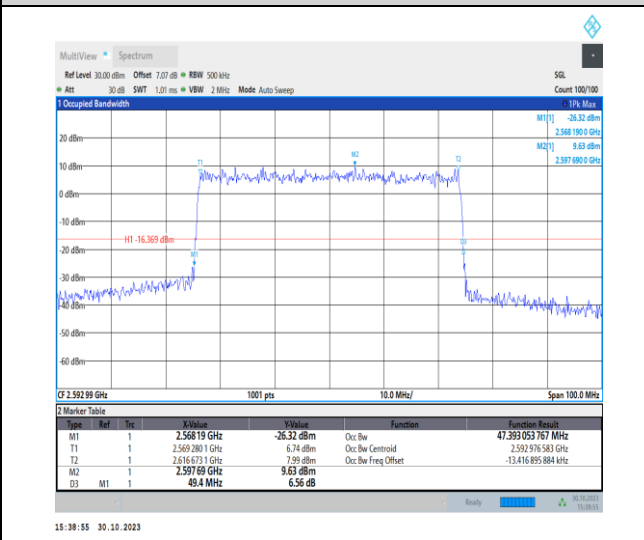 MultiView Spectrum
Ref Level 30.00 dBm Offset 7.07 dB RBW 500 kHz SGL
Att 30 dB SWT 1.01 ms VBW 2 MHz Mode Auto Sweep Count 100/100
1 Occupied Bandwidth 1Pk Max
M1[1] -26.32 dBm
2.568 190 0 GHz
M2[1] 9.63 dBm
2.597 690 0 GHz
20 dBm
M2
T1 T2
10 dBm
0 dBm
-10 dBm
H1 -16.369 dBm
D3
-20 dBm
M1
-30 dBm
-40 dBm
-50 dBm
-60 dBm
CF 2.592 99 GHz 1001 pts 10.0 MHz/ Span 100.0 MHz
2 Marker Table
Type Ref Trc X-Value Y-Value Function Function Result
M1 1 2.568 19 GHz -26.32 dBm Occ Bw 47.393 053 767 MHz
T1 1 2.569 280 1 GHz 6.74 dBm Occ Bw Centroid 2.592 976 583 GHz
T2 1 2.616 673 1 GHz 7.99 dBm Occ Bw Freq Offset -13.416 895 884 kHz
M2 1 2.597 69 GHz 9.63 dBm
D3 M1 1 49.4 MHz 6.56 dB
Ready 30.10.2023
15:38:55
15:38:55 30.10.2023